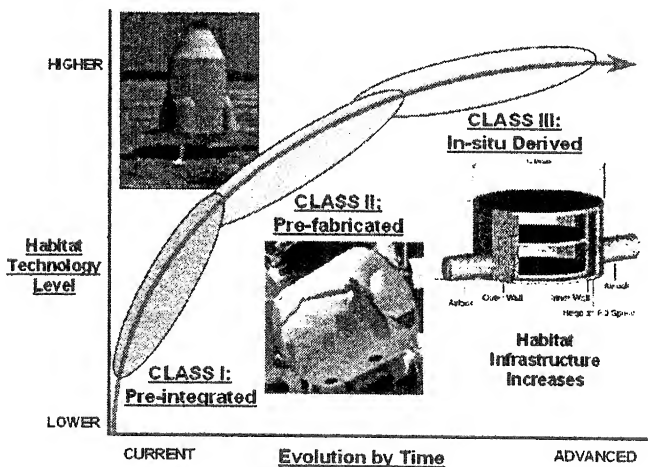 HIGHER
CLASS III:
In-situ Derived
CLASS II:
Pre-fabricated
Habitat
Technology
Level
Airlock
Outer Wall
Inner Wall
Airlock
Habitat
Infrastructure
Increases
CLASS I:
Pre-integrated
LOWER
CURRENT
Evolution by Time
ADVANCED